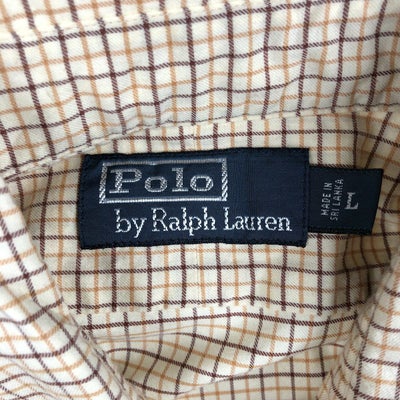 Polo
by Ralph Lauren
MADE IN
SRI LANKA
L